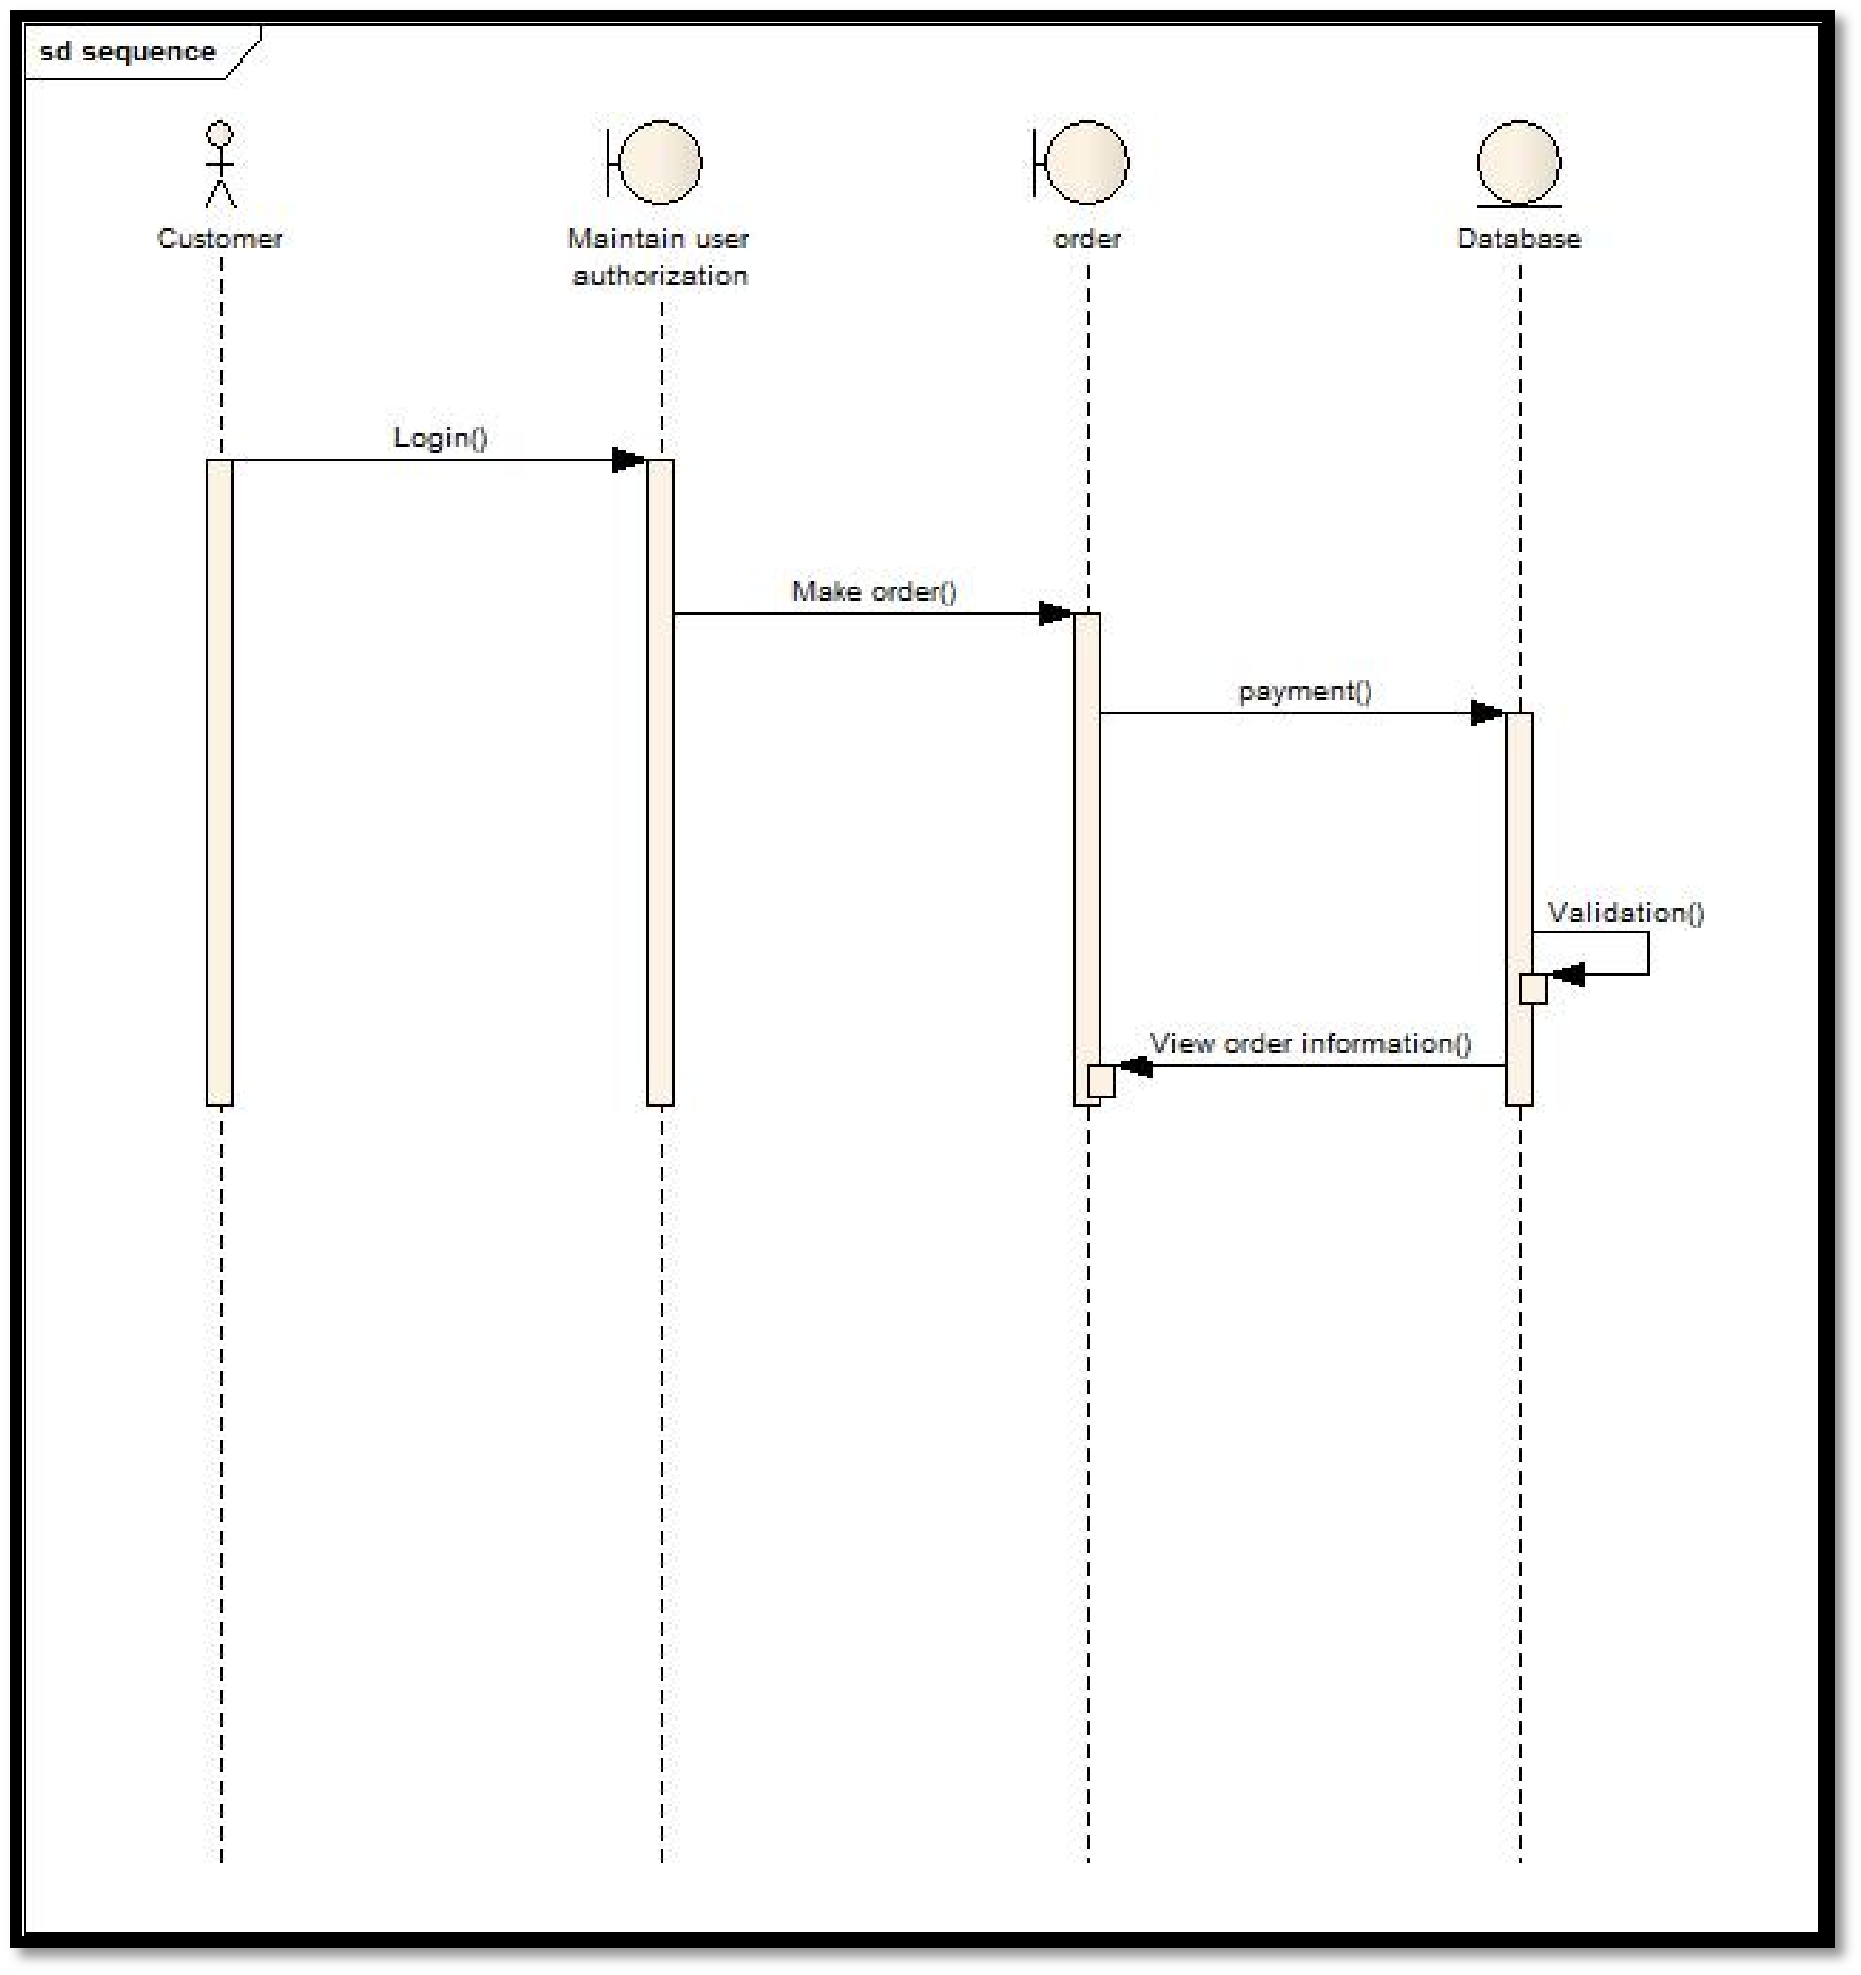 sd sequence
Customer
Maintain user
authorization
order
Database
Login()
Make order()
payment()
Validation()
View order information()